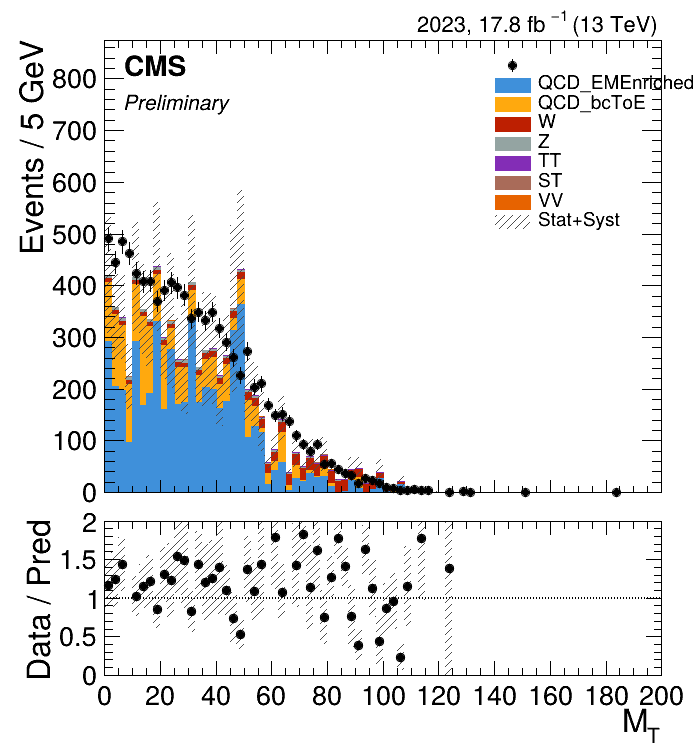 2023, 17.8 fb⁻¹ (13 TeV)
CMS
Preliminary
QCD_EMEnriched
QCD_bcToE
W
Z
TT
ST
VV
Stat+Syst
Events / 5 GeV
800
700
600
500
400
300
200
100
0
Data / Pred
2
1.5
1
0.5
0
0 20 40 60 80 100 120 140 160 180 200
M_T